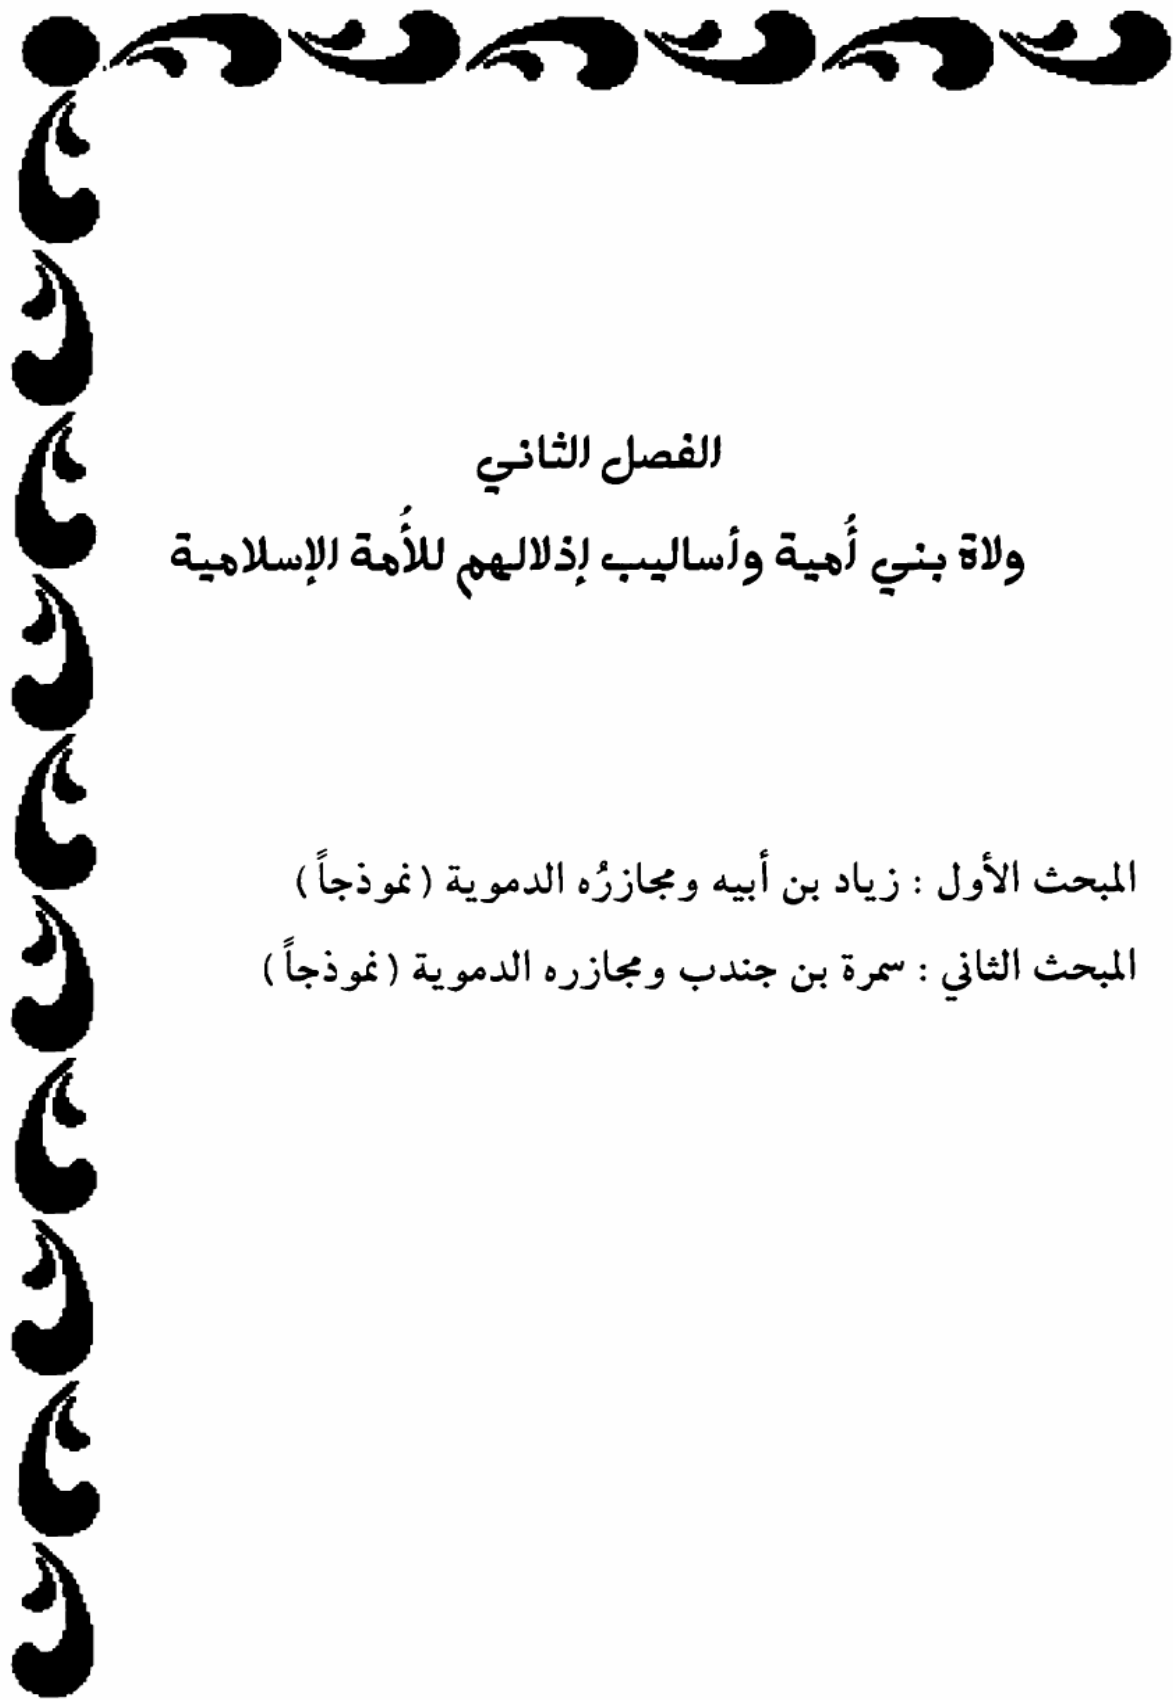 الفصل الثاني
ولاة بني أُمية وأساليب إذلالهم للأُمة الإسلامية
المبحث الأول : زياد بن أبيه ومجازرُه الدموية ( نموذجاً )
المبحث الثاني : سمرة بن جندب ومجازره الدموية ( نموذجاً )